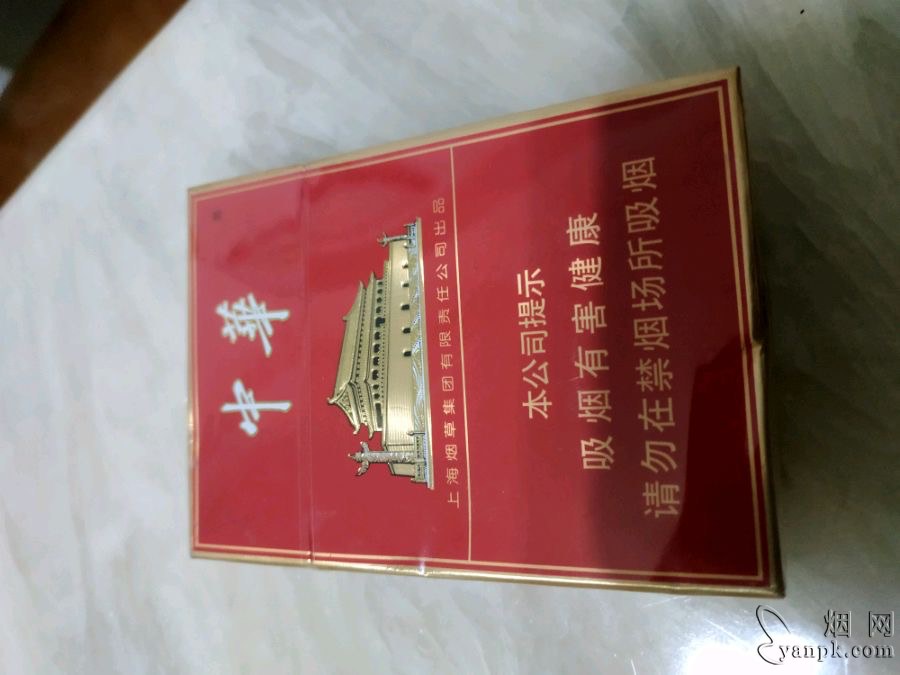 中華
上海烟草集团有限责任公司出品
本公司提示
吸烟有害健康
请勿在禁烟场所吸烟
烟网
yanpk.com